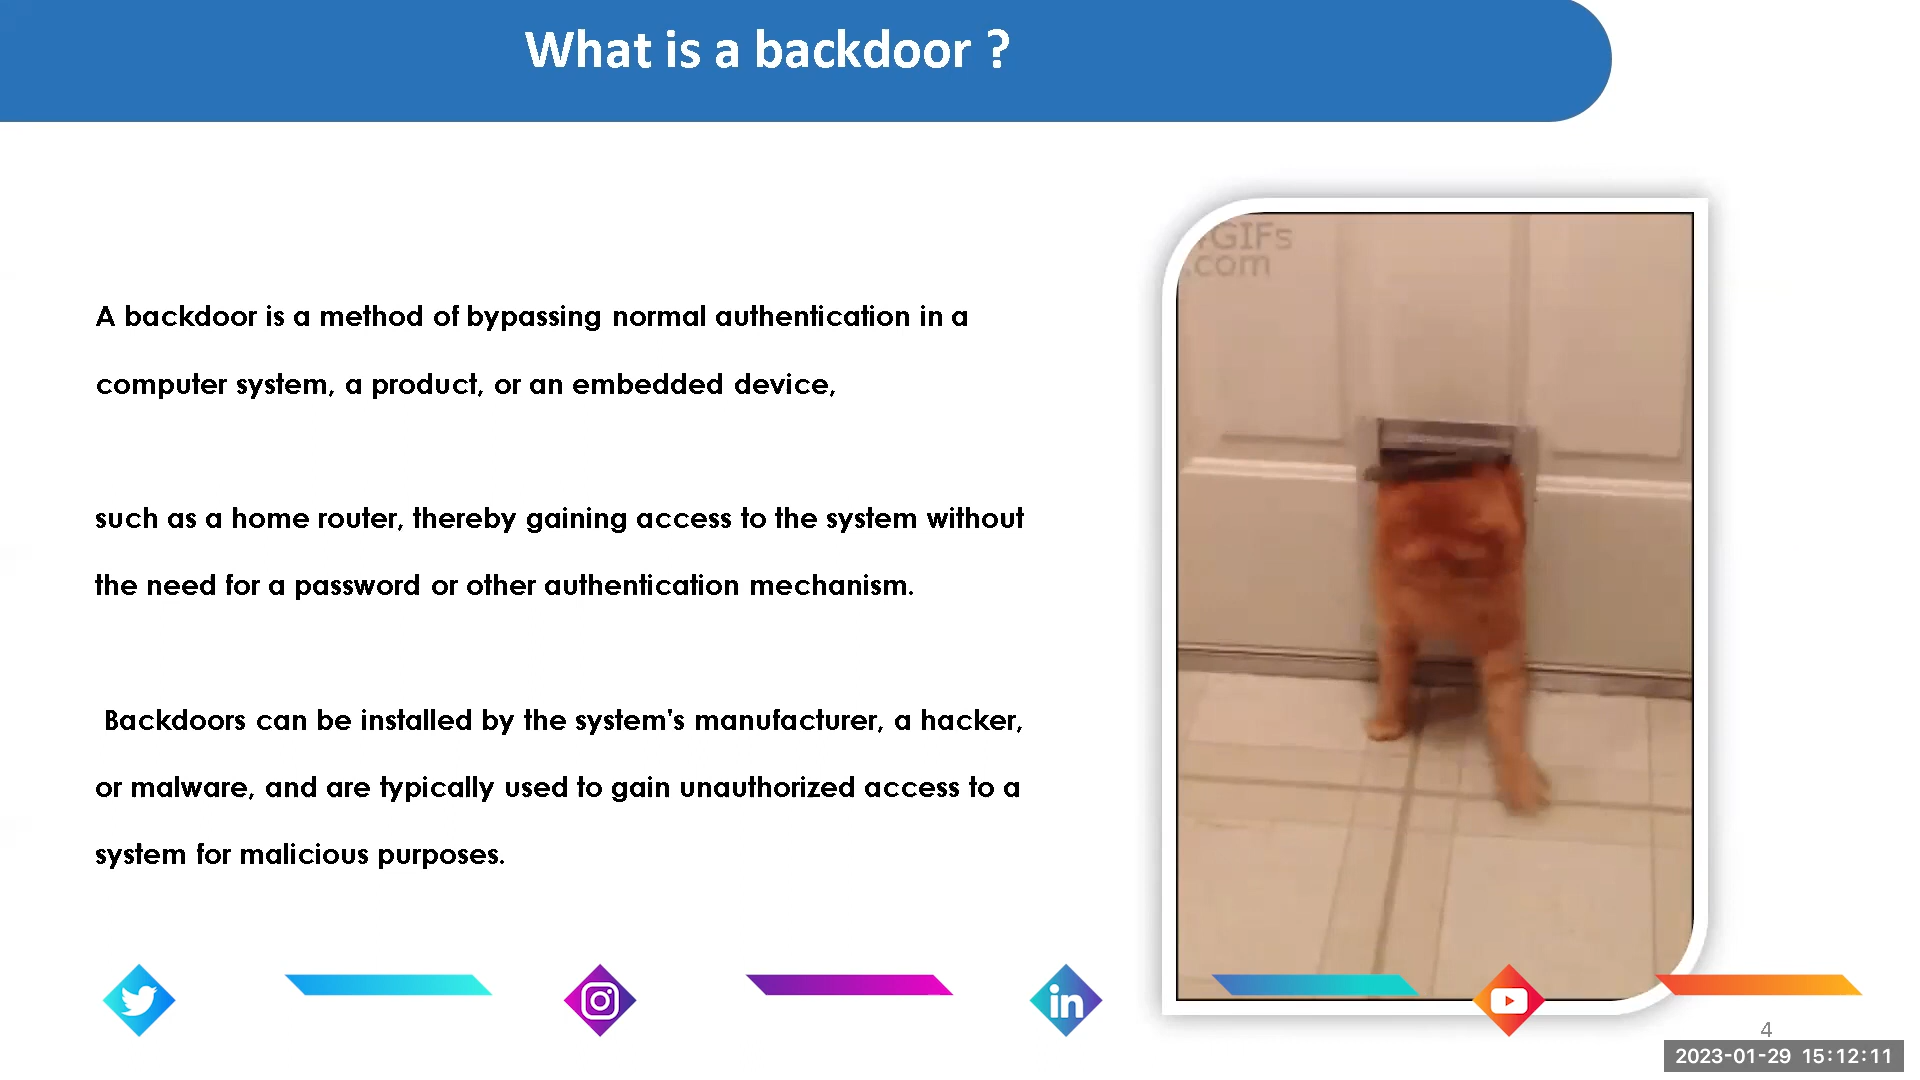 What is a backdoor ?
A backdoor is a method of bypassing normal authentication in a
computer system, a product, or an embedded device,
such as a home router, thereby gaining access to the system without
the need for a password or other authentication mechanism.
Backdoors can be installed by the system's manufacturer, a hacker,
or malware, and are typically used to gain unauthorized access to a
system for malicious purposes.
GIFs
.com
in
4
2023-01-29 15:12:11